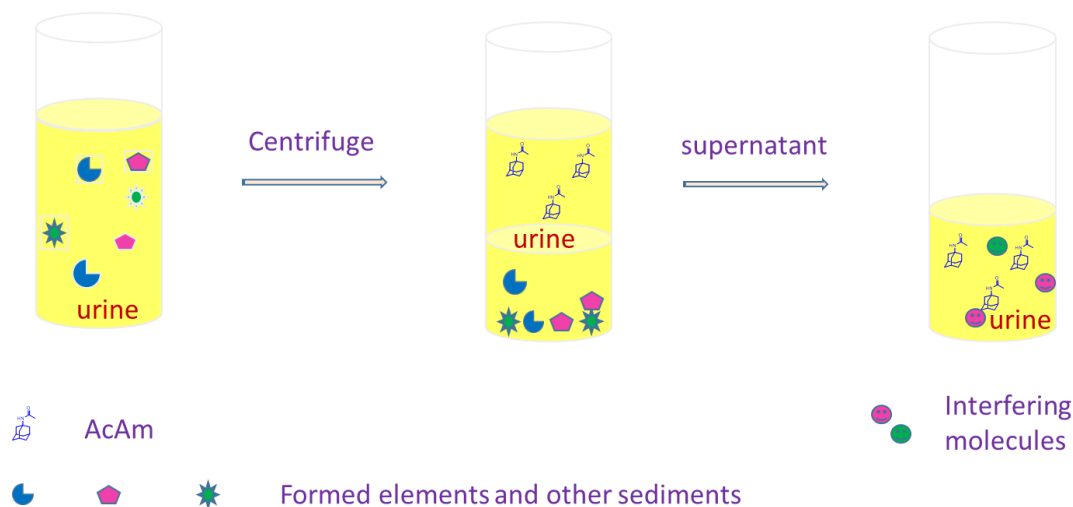 Centrifuge
supernatant
urine
urine
urine
AcAm
Interfering
molecules
Formed elements and other sediments